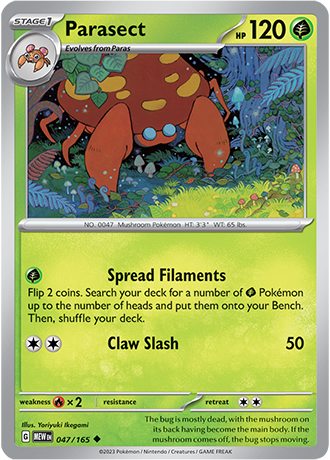 STAGE 1 Parasect HP 120
Evolves from Paras
NO. 0047 Mushroom Pokémon HT: 3'3" WT: 65 lbs.
Spread Filaments
Flip 2 coins. Search your deck for a number of Pokémon
up to the number of heads and put them onto your Bench.
Then, shuffle your deck.
Claw Slash 50
weakness ×2 resistance retreat
Illus. Yoriyuki Ikegami
G MEW EN 047/165
The bug is mostly dead, with the mushroom on
its back having become the main body. If the
mushroom comes off, the bug stops moving.
©2023 Pokémon / Nintendo / Creatures / GAME FREAK